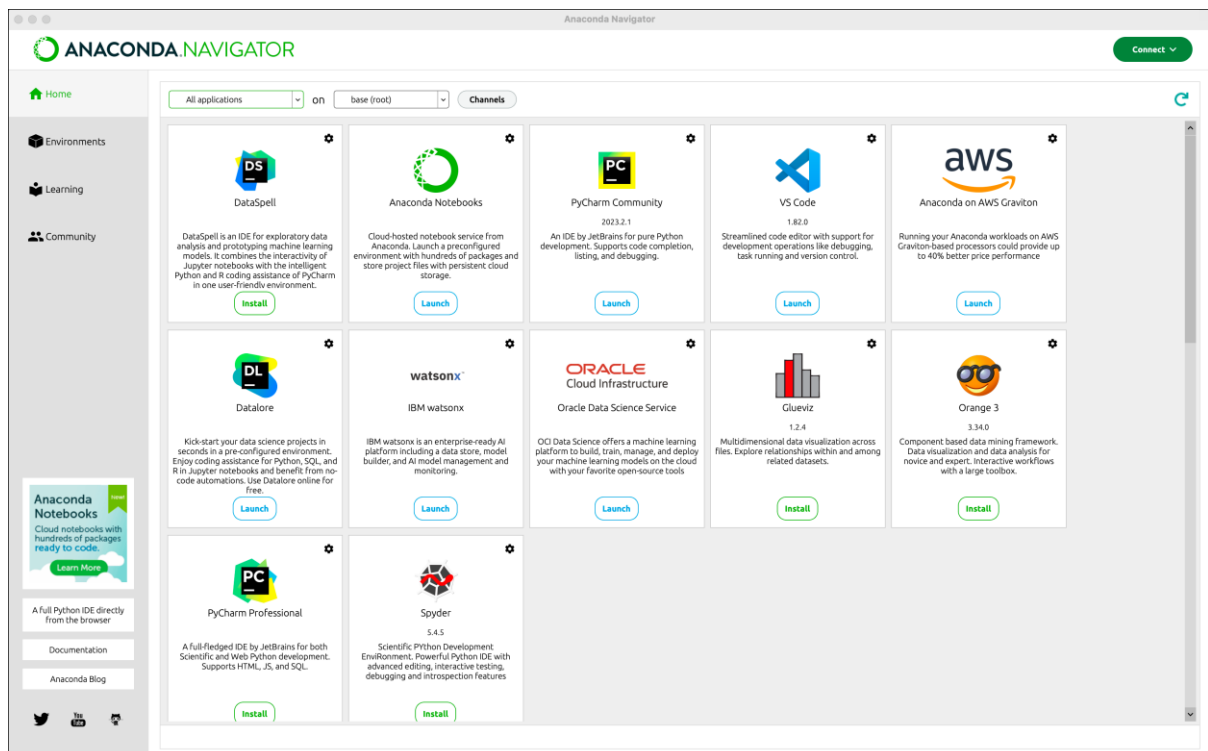 Anaconda Navigator
ANACONDA.NAVIGATOR
Connect
Home
Environments
Learning
Community
All applications
on
base (root)
Channels
DS
DataSpell
DataSpell is an IDE for exploratory data
analysis and prototyping machine learning
models. It combines the interactivity of
Jupyter notebooks with the intelligent
Python and R coding assistance of PyCharm
in one user-friendly environment.
Install
Anaconda Notebooks
Cloud-hosted notebook service from
Anaconda. Launch a preconfigured
environment with hundreds of packages and
store project files with persistent cloud
storage.
Launch
PC
PyCharm Community
2023.2.1
An IDE by JetBrains for pure Python
development. Supports code completion,
listing, and debugging.
Launch
VS Code
1.82.0
Streamlined code editor with support for
development operations like debugging,
task running and version control.
Launch
aws
Anaconda on AWS Graviton
Running your Anaconda workloads on AWS
Graviton-based processors could provide up
to 40% better price performance
Launch
DL
Datalore
Kick-start your data science projects in
seconds in a pre-configured environment.
Enjoy coding assistance for Python, SQL, and
R in Jupyter notebooks and benefit from no-
code automations. Use Datalore online for
free.
Launch
watsonx
IBM watsonx
IBM watsonx is an enterprise-ready AI
platform including a data store, model
builder, and AI model management and
monitoring.
Launch
ORACLE
Cloud Infrastructure
Oracle Data Science Service
OCI Data Science offers a machine learning
platform to build, train, manage, and deploy
your machine learning models on the cloud
with your favorite open-source tools
Launch
Glueviz
1.2.4
Multidimensional data visualization across
files. Explore relationships within and among
related datasets.
Install
Orange 3
3.34.0
Component based data mining framework.
Data visualization and data analysis for
novice and expert. Interactive workflows
with a large toolbox.
Install
PC
PyCharm Professional
A full-fledged IDE by JetBrains for both
Scientific and Web Python development.
Supports HTML, JS, and SQL.
Install
Spyder
5.4.5
Scientific PYthon Development
EnviRonment. Powerful Python IDE with
advanced editing, interactive testing,
debugging and introspection features
Install
Anaconda
Notebooks
Cloud notebooks with
hundreds of packages
ready to code.
Learn More
A full Python IDE directly
from the browser
Documentation
Anaconda Blog
You
Tube